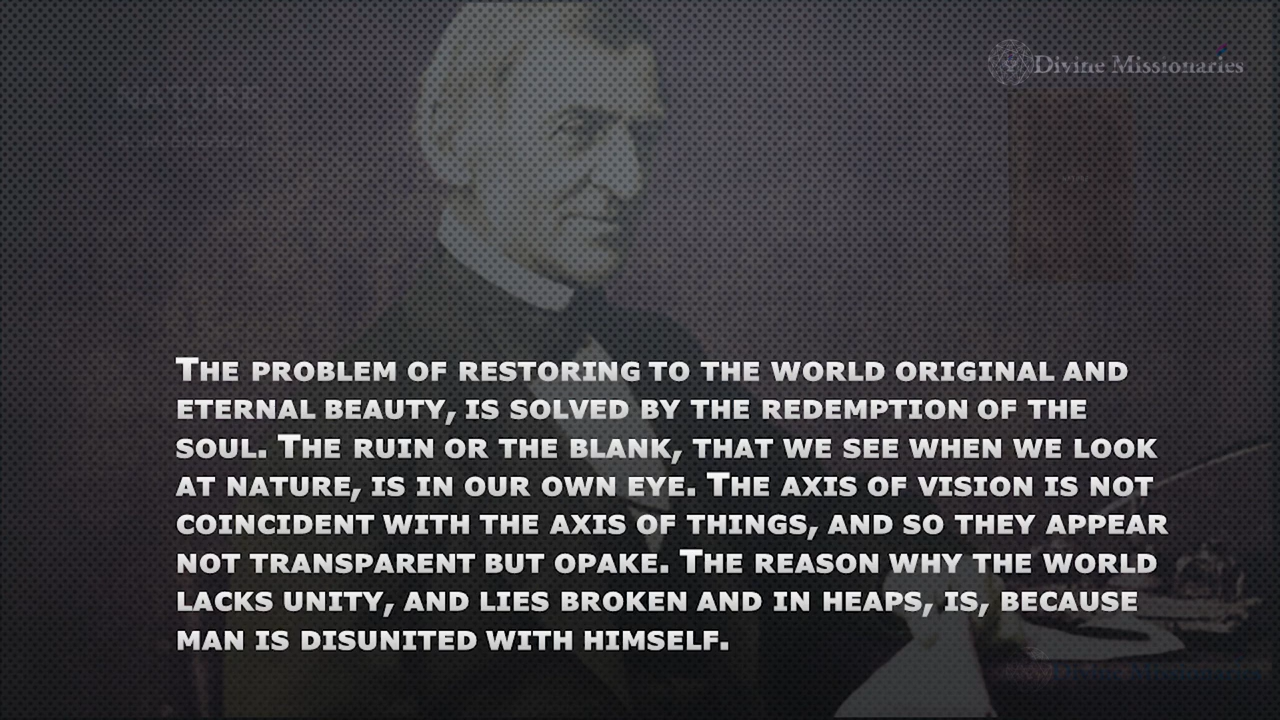 Divine Missionaries
NATURE
THE PROBLEM OF RESTORING TO THE WORLD ORIGINAL AND
ETERNAL BEAUTY, IS SOLVED BY THE REDEMPTION OF THE
SOUL. THE RUIN OR THE BLANK, THAT WE SEE WHEN WE LOOK
AT NATURE, IS IN OUR OWN EYE. THE AXIS OF VISION IS NOT
COINCIDENT WITH THE AXIS OF THINGS, AND SO THEY APPEAR
NOT TRANSPARENT BUT OPAKE. THE REASON WHY THE WORLD
LACKS UNITY, AND LIES BROKEN AND IN HEAPS, IS, BECAUSE
MAN IS DISUNITED WITH HIMSELF.
Divine Missionaries